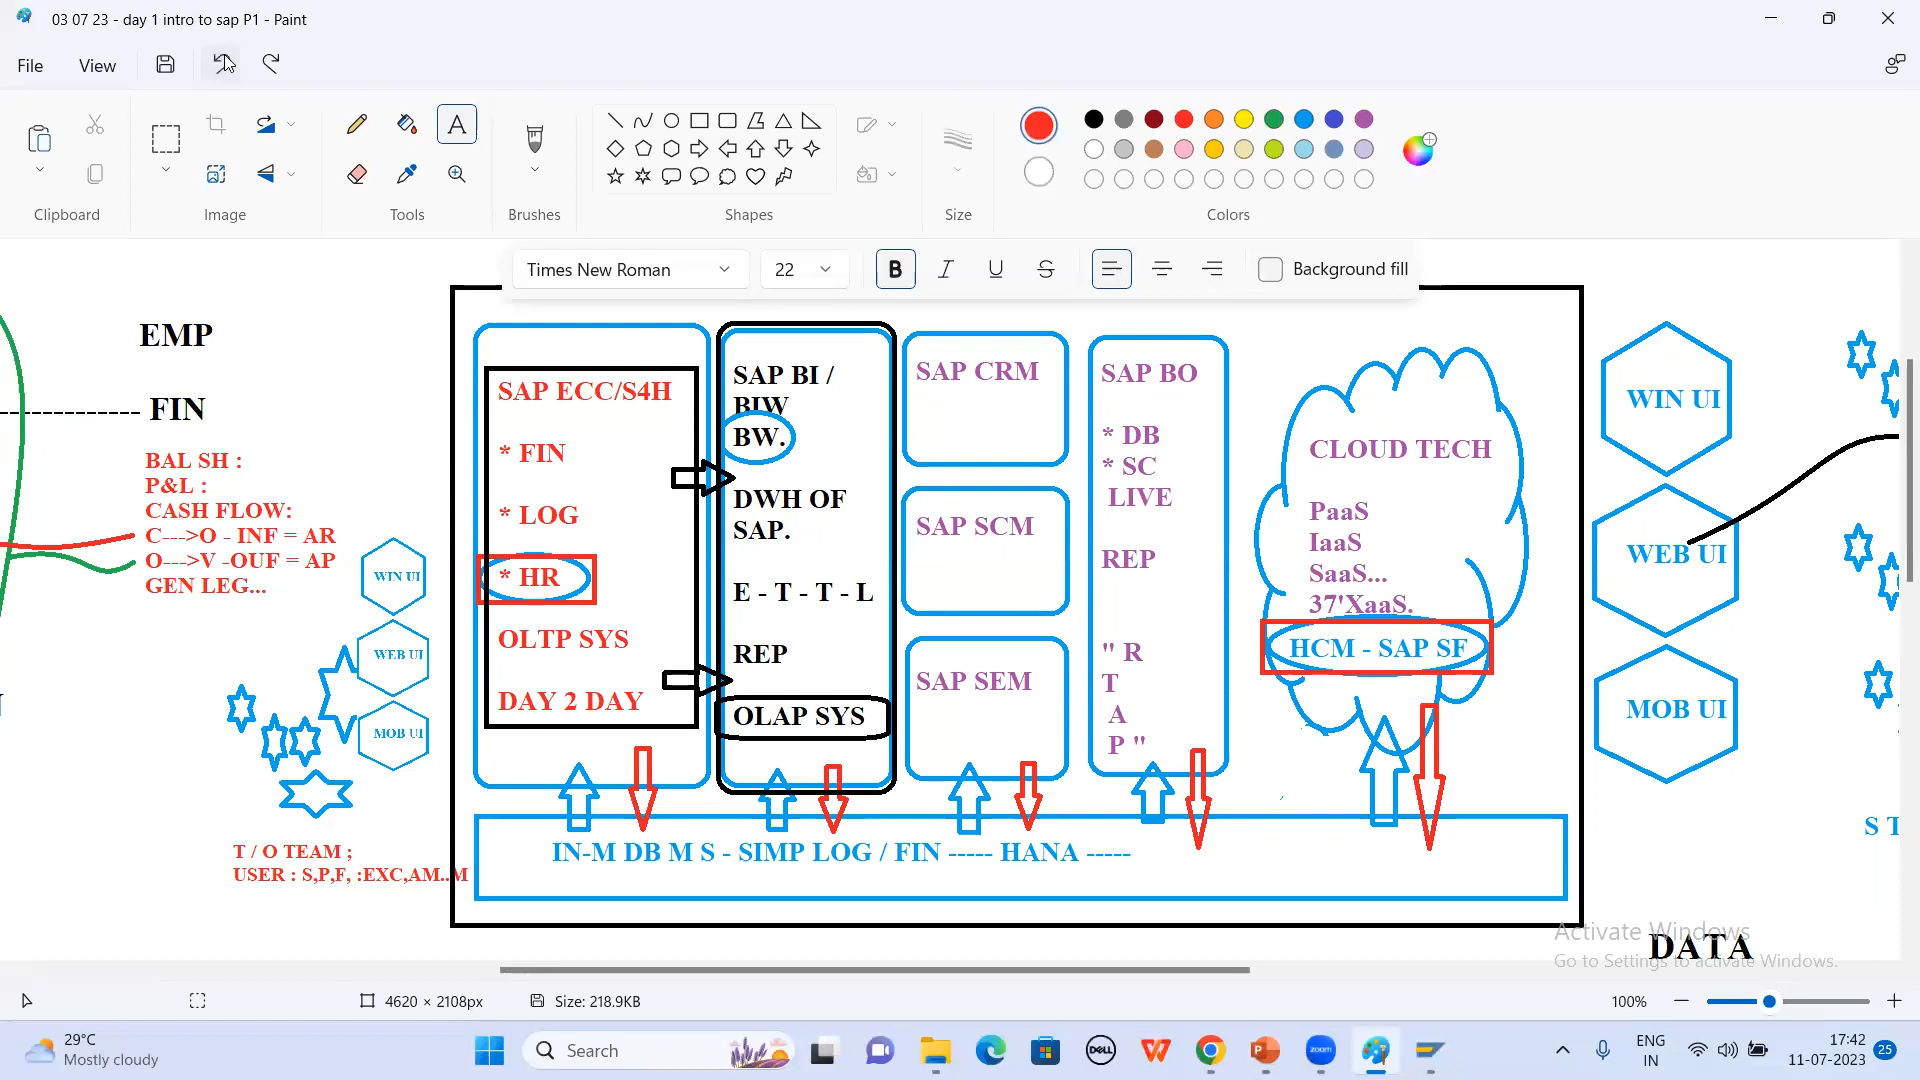 03 07 23 - day 1 intro to sap P1 - Paint
File
View
Clipboard
Image
Tools
Brushes
Shapes
Size
Colors
Times New Roman
22
B
I
U
S
Background fill
EMP
FIN
BAL SH :
P&L :
CASH FLOW:
C--->O - INF = AR
O--->V -OUF = AP
GEN LEG...
WIN UI
WEB UI
MOB UI
T / O TEAM ;
USER : S,P,F, :EXC,AM..M
SAP ECC/S4H
* FIN
* LOG
* HR
OLTP SYS
DAY 2 DAY
SAP BI /
BIW
BW.
DWH OF
SAP.
E - T - T - L
REP
OLAP SYS
SAP CRM
SAP SCM
SAP SEM
SAP BO
* DB
* SC
LIVE
REP
" R
T
A
P "
CLOUD TECH
PaaS
IaaS
SaaS...
37'XaaS.
HCM - SAP SF
IN-M DB M S - SIMP LOG / FIN ----- HANA -----
WIN UI
WEB UI
MOB UI
S T
DATA
Activate Windows
Go to Settings to activate Windows.
4620 × 2108px
Size: 218.9KB
100%
29°C
Mostly cloudy
Search
DELL
zoom
ENG
IN
17:42
11-07-2023
25